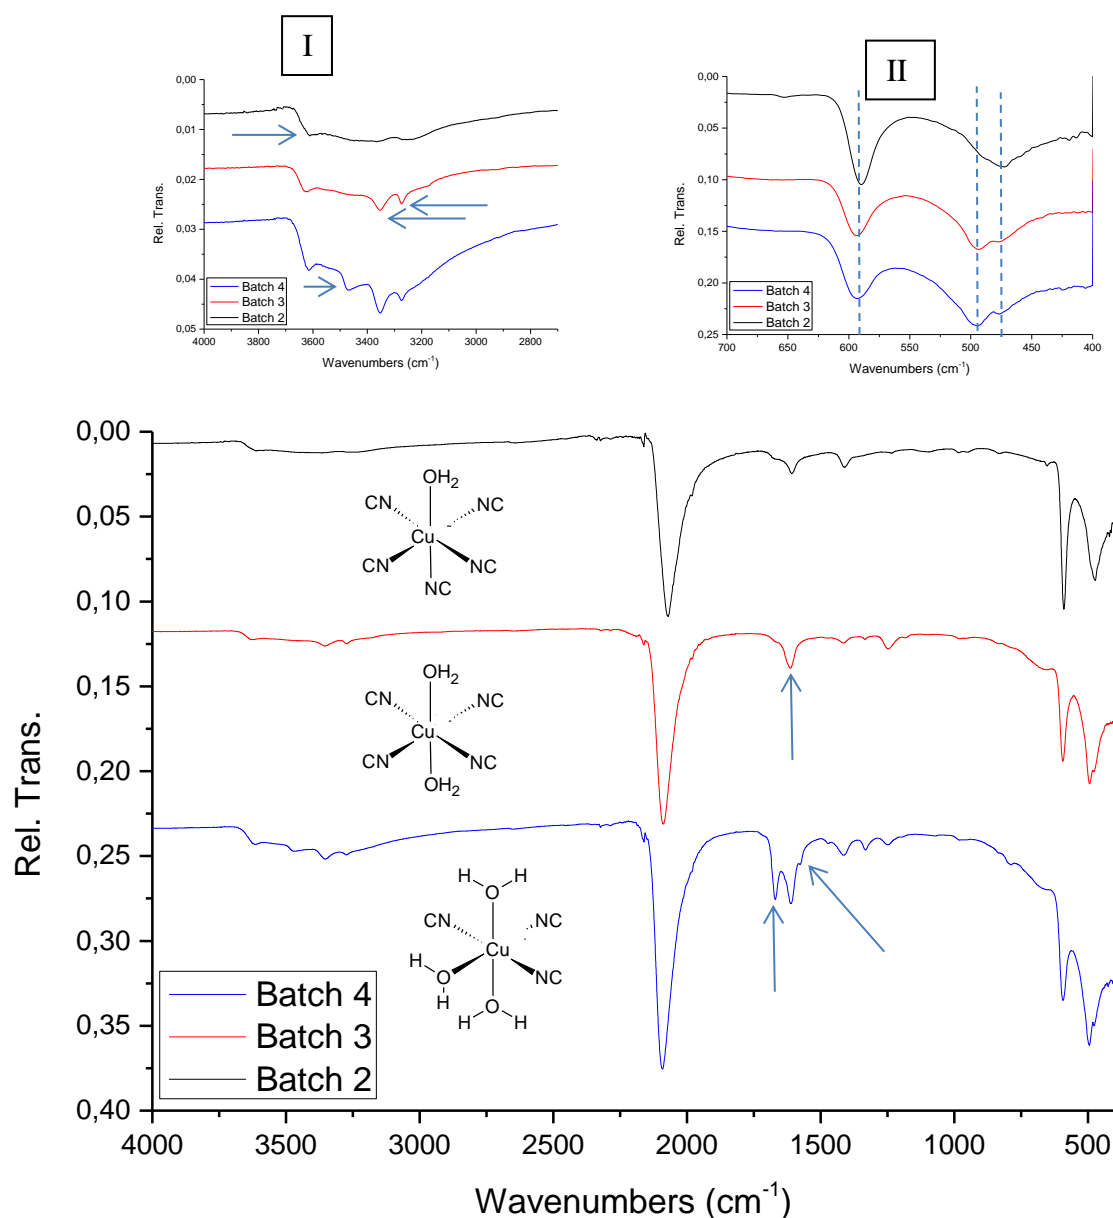 I
II
0,00
0,01
0,02
0,03
0,04
0,05
Rel. Trans.
Batch 4
Batch 3
Batch 2
4000 3800 3600 3400 3200 3000 2800
Wavenumbers (cm-1)
0,00
0,05
0,10
0,15
0,20
0,25
Rel. Trans.
Batch 4
Batch 3
Batch 2
700 650 600 550 500 450 400
Wavenumbers (cm-1)
0,00
0,05
0,10
0,15
0,20
0,25
0,30
0,35
0,40
Rel. Trans.
OH2
CN NC
Cu -
CN NC
NC
OH2
CN NC
Cu
CN NC
OH2
H H
O
CN NC
Cu
H
O NC
H
O
H H
Batch 4
Batch 3
Batch 2
4000 3500 3000 2500 2000 1500 1000 500
Wavenumbers (cm-1)